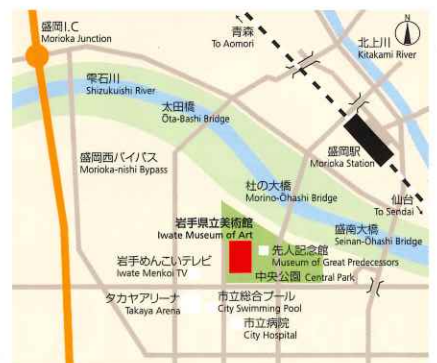 盛岡I.C
Morioka Junction
青森
To Aomori
N
北上川
Kitakami River
雫石川
Shizukuishi River
太田橋
Ōta-bashi Bridge
盛岡駅
Morioka Station
盛岡西バイパス
Morioka-nishi Bypass
杜の大橋
Morino-Ōhashi Bridge
仙台
To Sendai
岩手県立美術館
Iwate Museum of Art
盛南大橋
Seinan-Ōhashi Bridge
岩手めんこいテレビ
Iwate Menkoi TV
先人記念館
Museum of Great Predecessors
中央公園 Central Park
タカヤアリーナ
Takaya Arena
市立総合プール
City Swimming Pool
市立病院
City Hospital